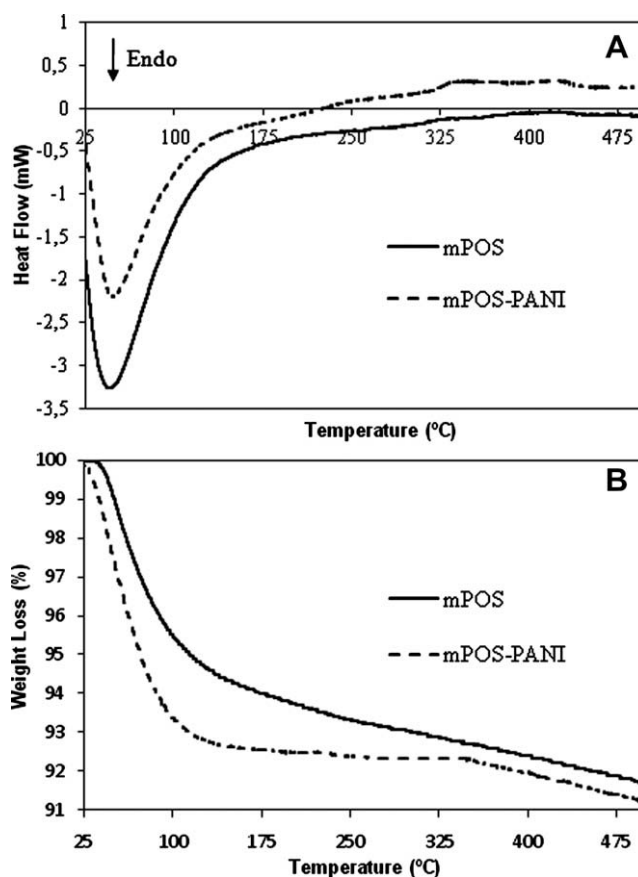 A
Endo
1
0,5
0
-0,5
-1
-1,5
-2
-2,5
-3
-3,5
25 100 175 250 325 400 475
Heat Flow (mW)
mPOS
mPOS-PANI
Temperature (ºC)
B
100
99
98
97
96
95
94
93
92
91
Weight Loss (%)
mPOS
mPOS-PANI
25 100 175 250 325 400 475
Temperature (ºC)